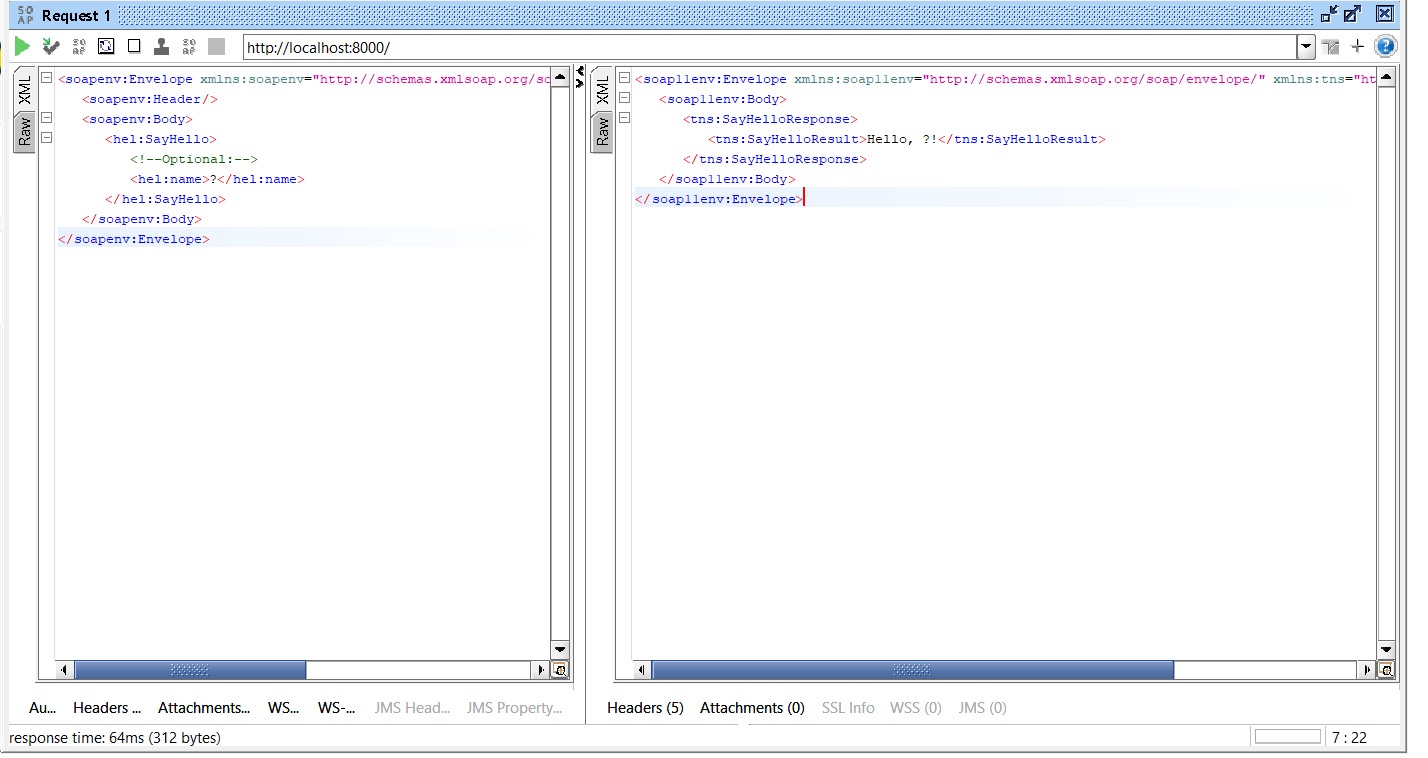 SO
AP
Request 1
http://localhost:8000/
XML
Raw
<soapenv:Envelope xmlns:soapenv="http://schemas.xmlsoap.org/so
<soapenv:Header/>
<soapenv:Body>
<hel:SayHello>
<!--Optional:-->
<hel:name>?</hel:name>
</hel:SayHello>
</soapenv:Body>
</soapenv:Envelope>
XML
Raw
<soap11env:Envelope xmlns:soap11env="http://schemas.xmlsoap.org/soap/envelope/" xmlns:tns="ht
<soap11env:Body>
<tns:SayHelloResponse>
<tns:SayHelloResult>Hello, ?!</tns:SayHelloResult>
</tns:SayHelloResponse>
</soap11env:Body>
</soap11env:Envelope>
Au... Headers ... Attachments... WS... WS-... JMS Head... JMS Property...
Headers (5) Attachments (0) SSL Info WSS (0) JMS (0)
response time: 64ms (312 bytes)
7 : 22